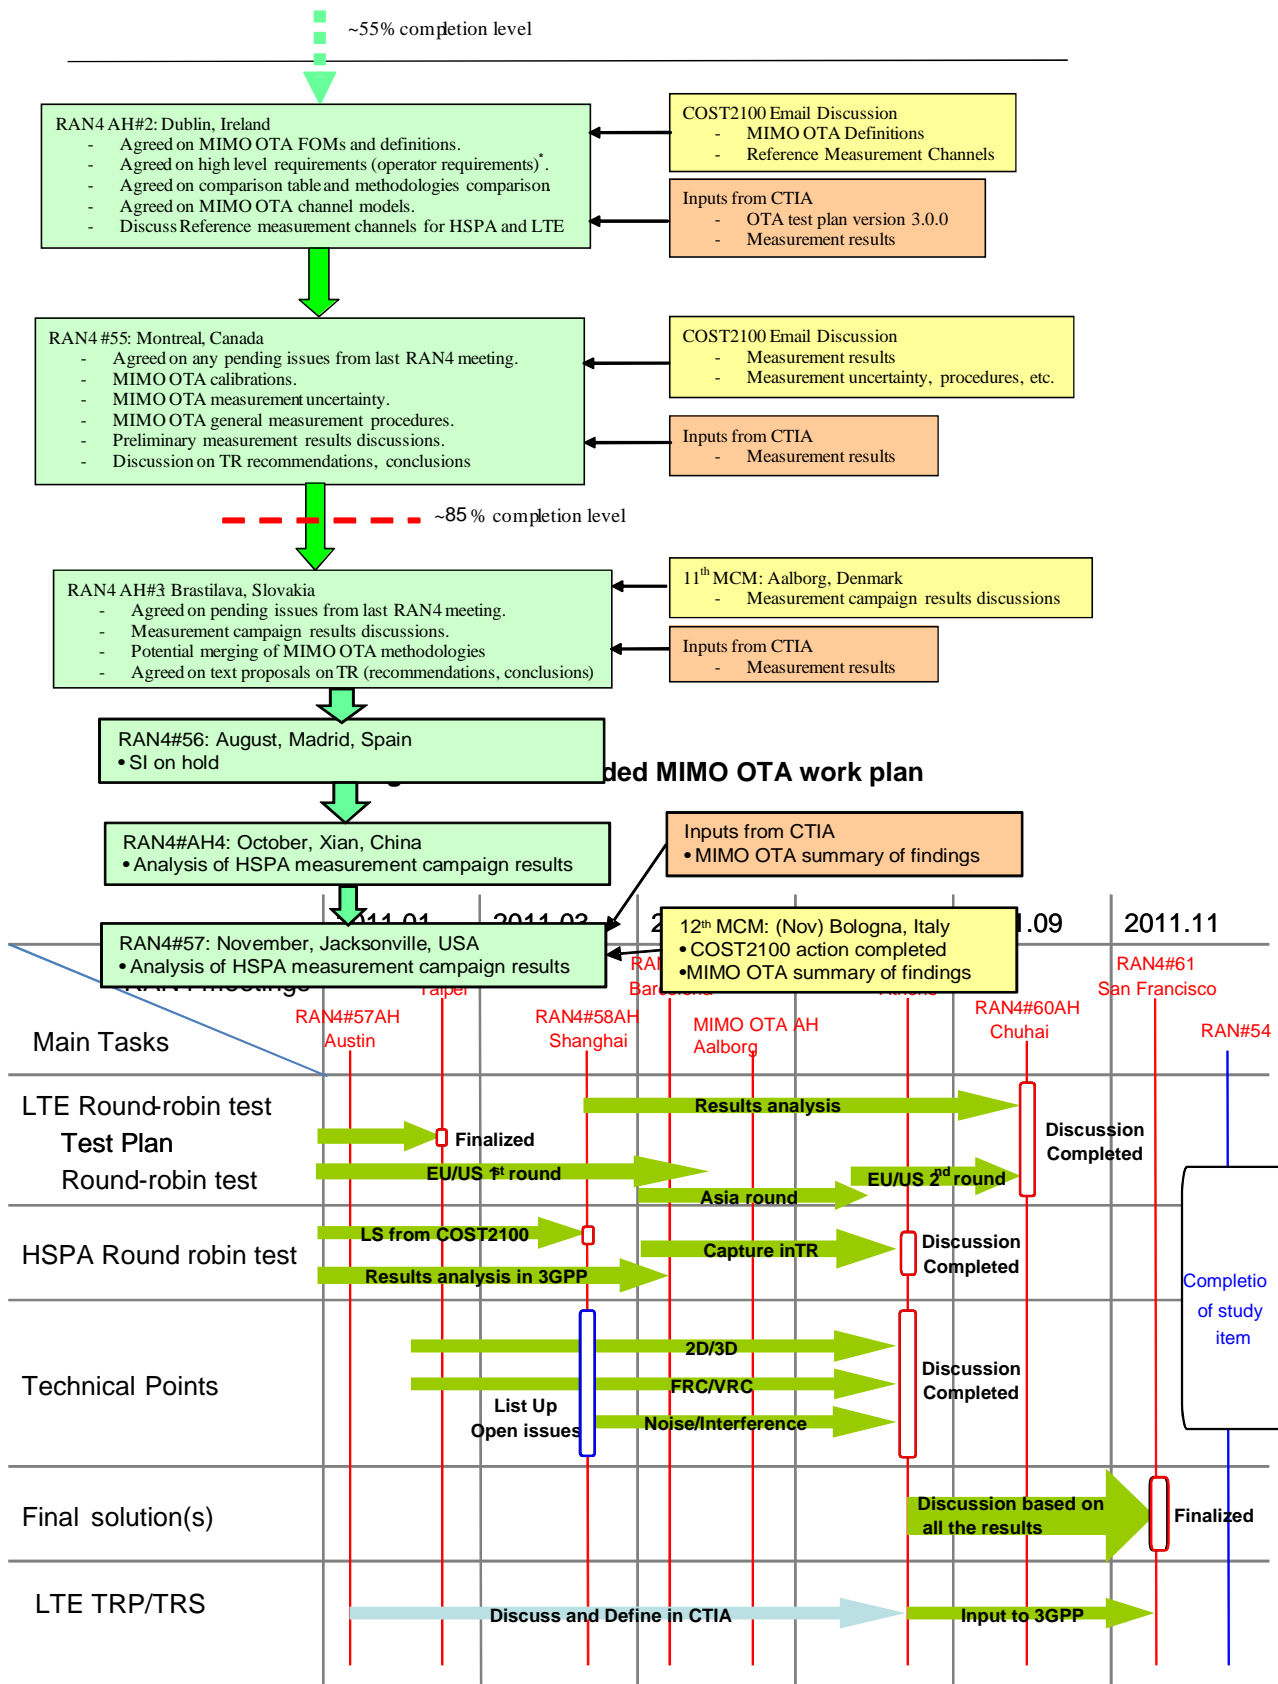 ~55% completion level
RAN4 AH#2: Dublin, Ireland
- Agreed on MIMO OTA FOMs and definitions.
- Agreed on high level requirements (operator requirements)*.
- Agreed on comparison table and methodologies comparison
- Agreed on MIMO OTA channel models.
- Discuss Reference measurement channels for HSPA and LTE
COST2100 Email Discussion
- MIMO OTA Definitions
- Reference Measurement Channels
Inputs from CTIA
- OTA test plan version 3.0.0
- Measurement results
RAN4 #55: Montreal, Canada
- Agreed on any pending issues from last RAN4 meeting.
- MIMO OTA calibrations.
- MIMO OTA measurement uncertainty.
- MIMO OTA general measurement procedures.
- Preliminary measurement results discussions.
- Discussion on TR recommendations, conclusions
COST2100 Email Discussion
- Measurement results
- Measurement uncertainty, procedures, etc.
Inputs from CTIA
- Measurement results
~85 % completion level
RAN4 AH#3: Brastilava, Slovakia
- Agreed on pending issues from last RAN4 meeting.
- Measurement campaign results discussions.
- Potential merging of MIMO OTA methodologies
- Agreed on text proposals on TR (recommendations, conclusions)
11th MCM: Aalborg, Denmark
- Measurement campaign results discussions
Inputs from CTIA
- Measurement results
RAN4#56: August, Madrid, Spain
• SI on hold
ded MIMO OTA work plan
RAN4#AH4: October, Xian, China
• Analysis of HSPA measurement campaign results
Inputs from CTIA
• MIMO OTA summary of findings
2011.01 2011.03 2 1.09 2011.11
RAN4#57: November, Jacksonville, USA
• Analysis of HSPA measurement campaign results
12th MCM: (Nov) Bologna, Italy
• COST2100 action completed
• MIMO OTA summary of findings
RAN4 meetings
Taipei
RAN
Barcelona
Athens
RAN4#61
San Francisco
RAN4#57AH
Austin
RAN4#58AH
Shanghai
MIMO OTA AH
Aalborg
RAN4#60AH
Chuhai
RAN#54
Main Tasks
LTE Round-robin test
Results analysis
Test Plan
Finalized
Discussion
Completed
Round-robin test
EU/US 1st round
EU/US 2nd round
Asia round
HSPA Round robin test
LS from COST2100
Capture inTR
Discussion
Completed
Results analysis in 3GPP
Completio
of study
item
Technical Points
2D/3D
FRC/VRC
Discussion
Completed
List Up
Open issues
Noise/Interference
Final solution(s)
Discussion based on
all the results
Finalized
LTE TRP/TRS
Discuss and Define in CTIA
Input to 3GPP